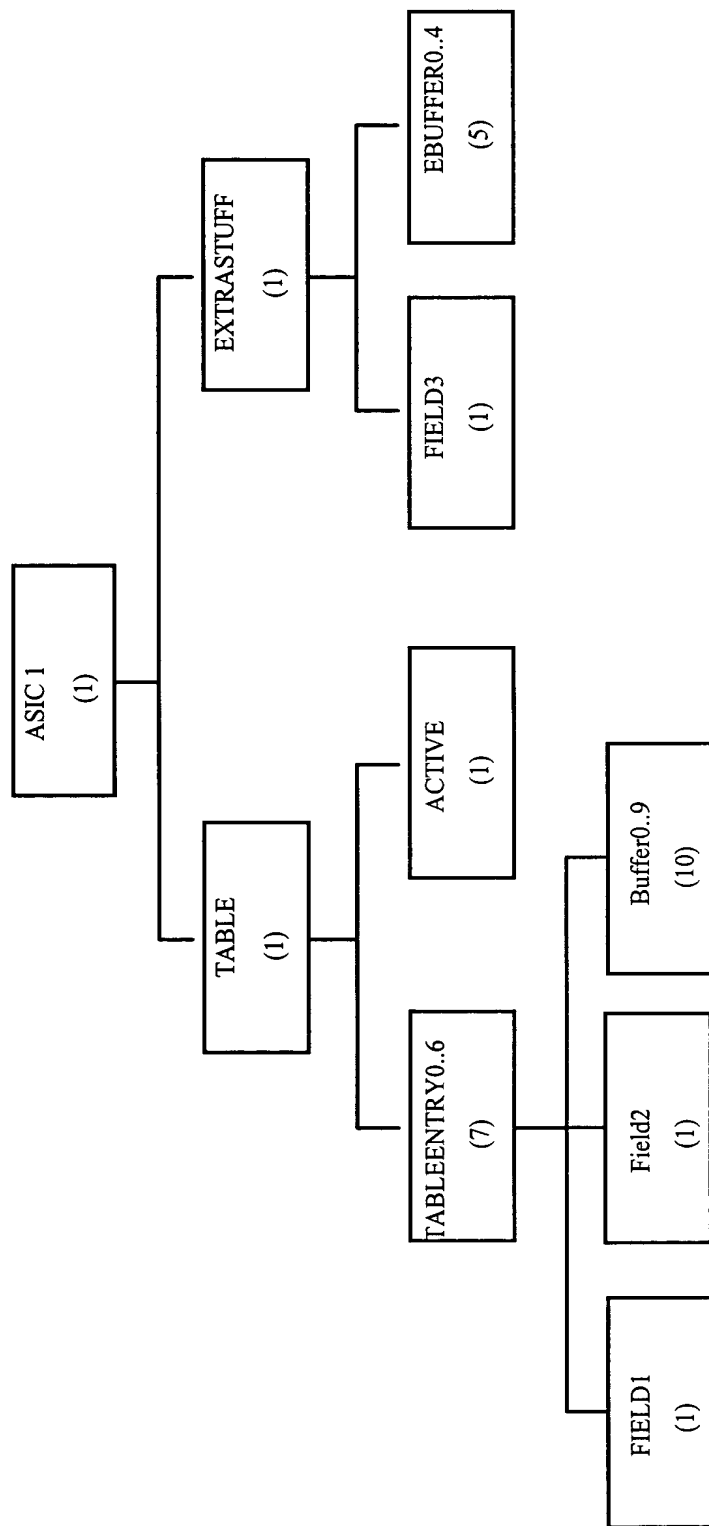 ASIC 1
(1)
TABLE
(1)
EXTRASTUFF
(1)
TABLEENTRY0..6
(7)
ACTIVE
(1)
FIELD3
(1)
EBUFFER0..4
(5)
FIELD1
(1)
Field2
(1)
Buffer0..9
(10)